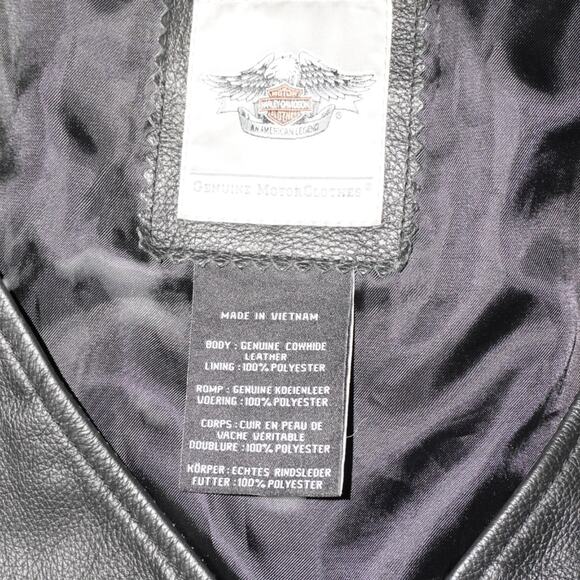 MOTOR
HARLEY-DAVIDSON
CLOTHES
AN AMERICAN LEGEND
®
GENUINE MOTORCLOTHES®
MADE IN VIETNAM
BODY : GENUINE COWHIDE
LEATHER
LINING : 100% POLYESTER
ROMP : GENUINE KOEIENLEER
VOERING : 100% POLYESTER
CORPS : CUIR EN PEAU DE
VACHE VERITABLE
DOUBLURE : 100% POLYESTER
KÖRPER : ECHTES RINDSLEDER
FUTTER : 100% POLYESTER